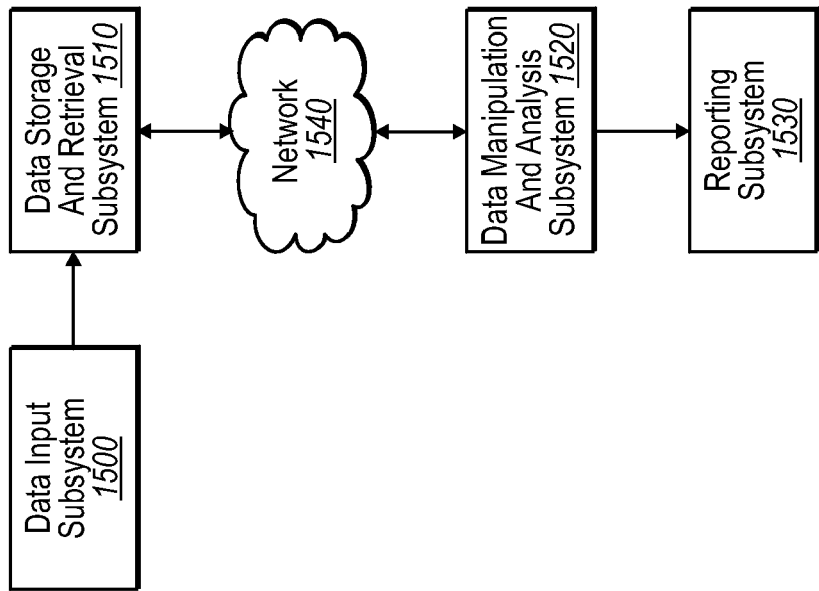 Data Input
Subsystem
1500
Data Storage
And Retrieval
Subsystem 1510
Network
1540
Data Manipulation
And Analysis
Subsystem 1520
Reporting
Subsystem
1530